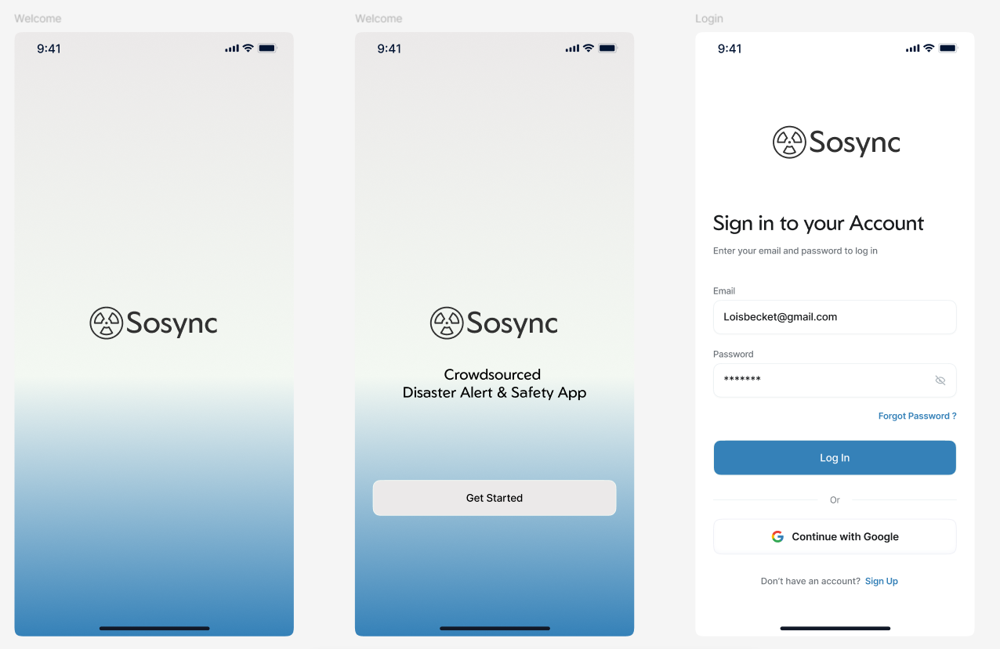 Welcome
9:41
Sosync
Welcome
9:41
Sosync
Crowdsourced
Disaster Alert & Safety App
Get Started
Login
9:41
Sosync
Sign in to your Account
Enter your email and password to log in
Email
Loisbecket@gmail.com
Password
*******
Forgot Password ?
Log In
Or
Continue with Google
Don't have an account? Sign Up